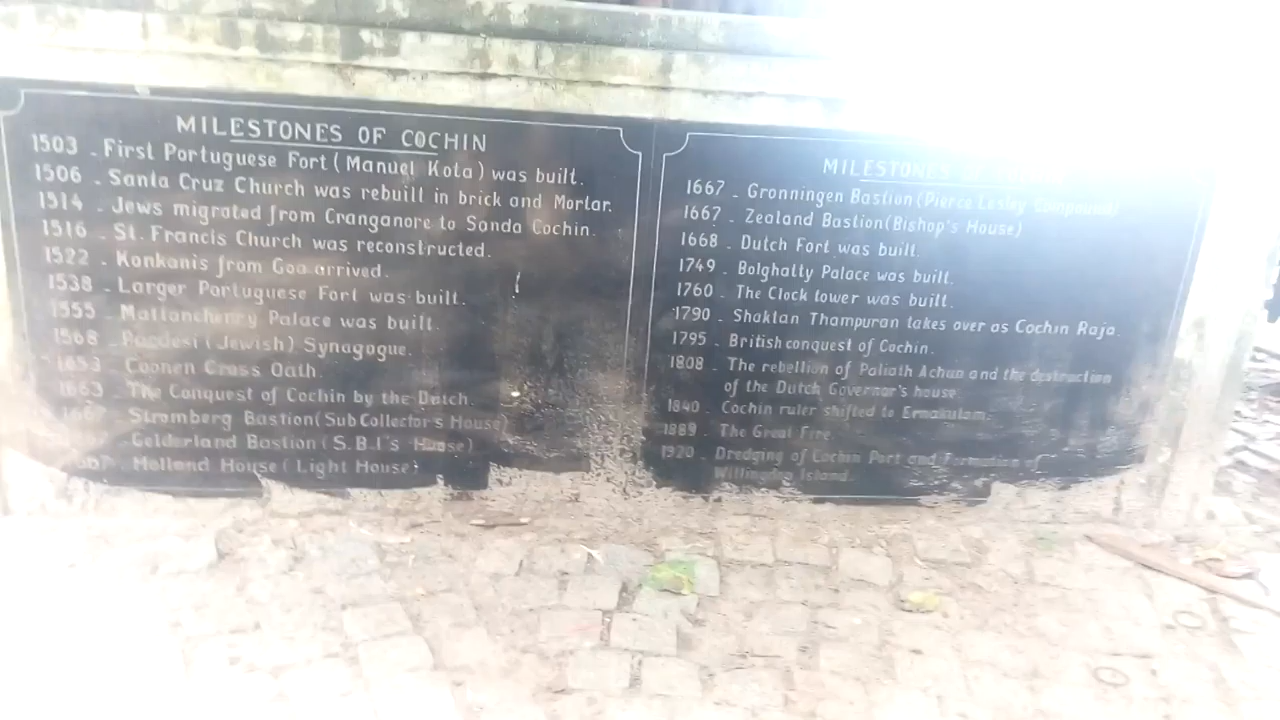 MILESTONES OF COCHIN
1503 - First Portuguese Fort (Manuel Kota) was built.
1506 - Santa Cruz Church was rebuilt in brick and Mortar.
1514 - Jews migrated from Cranganore to Sanda Cochin.
1516 - St. Francis Church was reconstructed.
1522 - Konkanis from Goa arrived.
1538 - Larger Portuguese Fort was built.
1555 - Mattancherry Palace was built.
1568 - Paradesi (Jewish) Synagogue.
1653 - Coonen Cross Oath.
1663 - The Conquest of Cochin by the Dutch.
1667 - Stromberg Bastion (Sub Collector's House)
Gelderland Bastion (S.B.I's House)
Holland House (Light House)
MILESTONES
1667 - Gronningen Bastion (Pierce Lesley Compound)
1667 - Zealand Bastion (Bishop's House)
1668 - Dutch Fort was built.
1749 - Bolghatty Palace was built.
1760 - The Clock tower was built.
1790 - Shaktan Thampuran takes over as Cochin Raja.
1795 - British conquest of Cochin.
1808 - The rebellion of Paliath Achan and the destruction
of the Dutch Governor's house.
1840 - Cochin ruler shifted to Ernakulam.
1889 - The Great Fire.
1920 - Dredging of Cochin Port and Formation of
Willingdon Island.